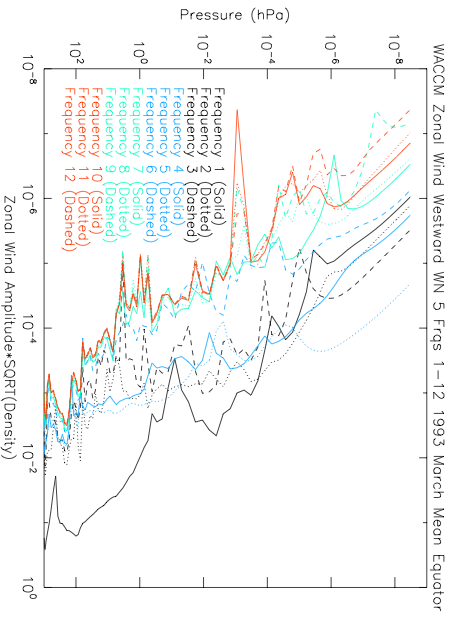 WACCM Zonal Wind Westward WN 5 Frqs 1-12 1993 March Mean Equator
Pressure (hPa)
10^-8
10^-6
10^-4
10^-2
10^0
10^2
Frequency 1 (Solid)
Frequency 2 (Dotted)
Frequency 3 (Dashed)
Frequency 4 (Solid)
Frequency 5 (Dotted)
Frequency 6 (Dashed)
Frequency 7 (Solid)
Frequency 8 (Dotted)
Frequency 9 (Dashed)
Frequency 10 (Solid)
Frequency 11 (Dotted)
Frequency 12 (Dashed)
10^-8
10^-6
10^-4
10^-2
10^0
Zonal Wind Amplitude*SQRT(Density)